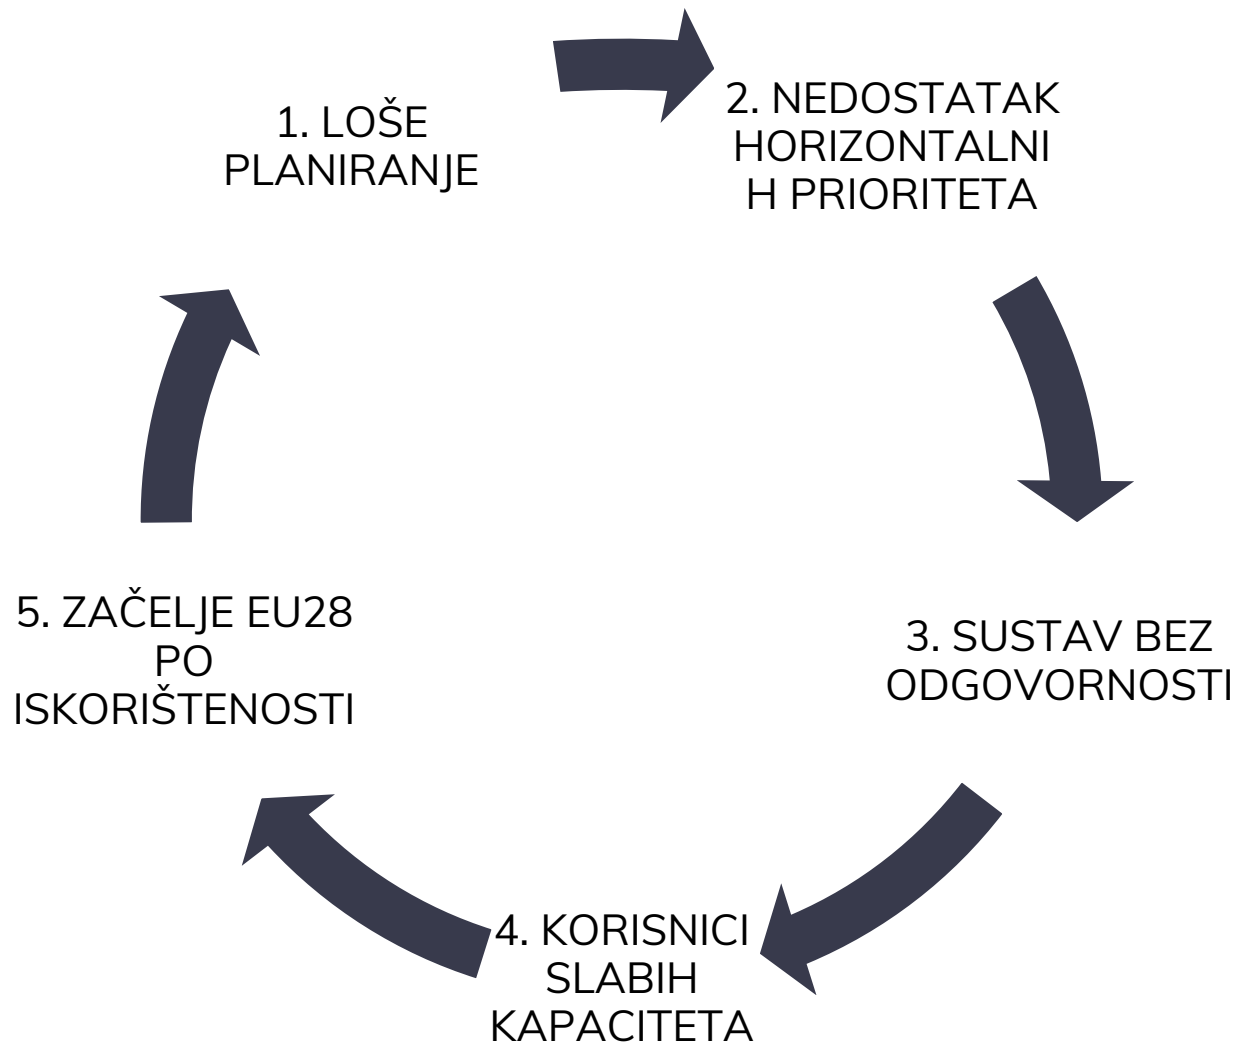 1. LOŠE
PLANIRANJE
2. NEDOSTATAK
HORIZONTALNI
H PRIORITETA
3. SUSTAV BEZ
ODGOVORNOSTI
4. KORISNICI
SLABIH
KAPACITETA
5. ZAČELJE EU28
PO
ISKORIŠTENOSTI